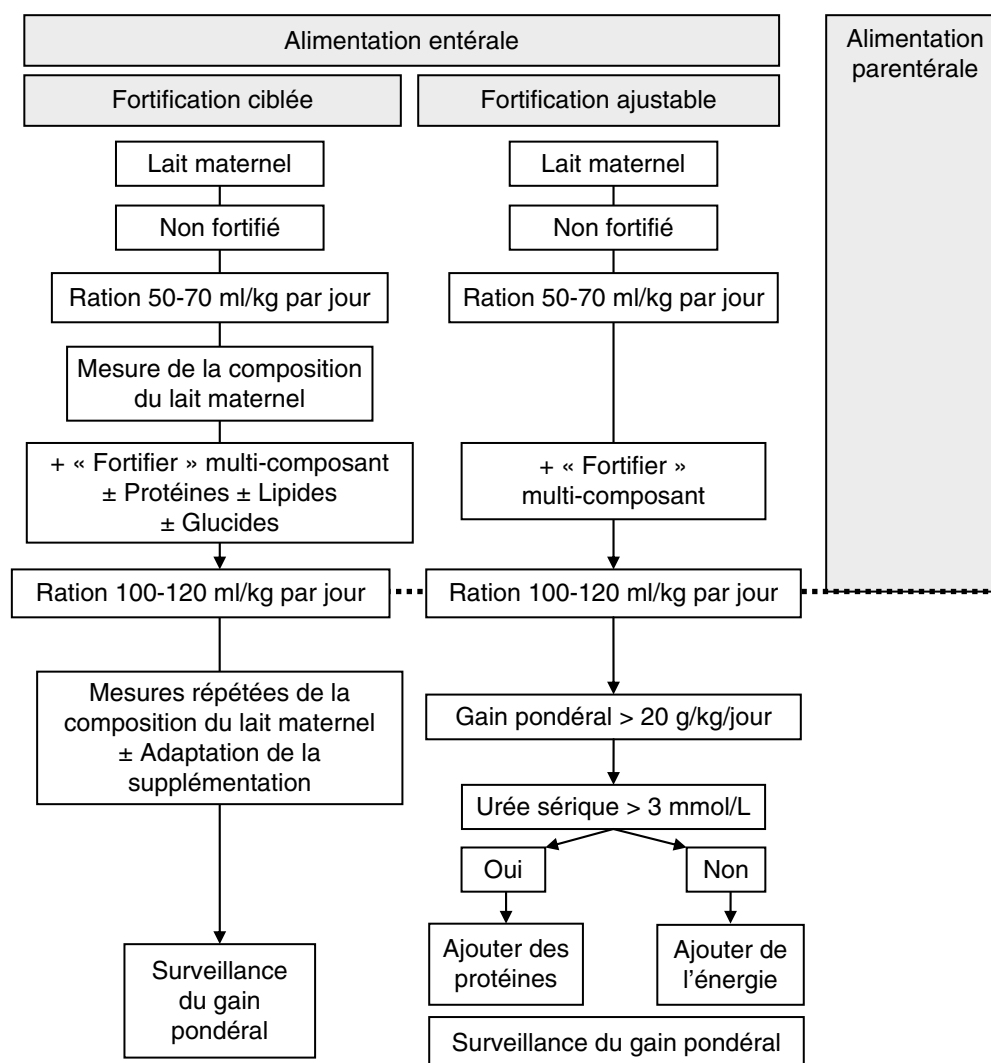 Alimentation entérale
Alimentation
parentérale
Fortification ciblée
Fortification ajustable
Lait maternel
Non fortifié
Ration 50-70 ml/kg par jour
Mesure de la composition
du lait maternel
+ « Fortifier » multi-composant
± Protéines ± Lipides
± Glucides
Ration 100-120 ml/kg par jour
Mesures répétées de la
composition du lait maternel
± Adaptation de la
supplémentation
Surveillance
du gain
pondéral
Lait maternel
Non fortifié
Ration 50-70 ml/kg par jour
+ « Fortifier »
multi-composant
Ration 100-120 ml/kg par jour
Gain pondéral > 20 g/kg/jour
Urée sérique > 3 mmol/L
Oui
Non
Ajouter des
protéines
Ajouter de
l'énergie
Surveillance du gain pondéral